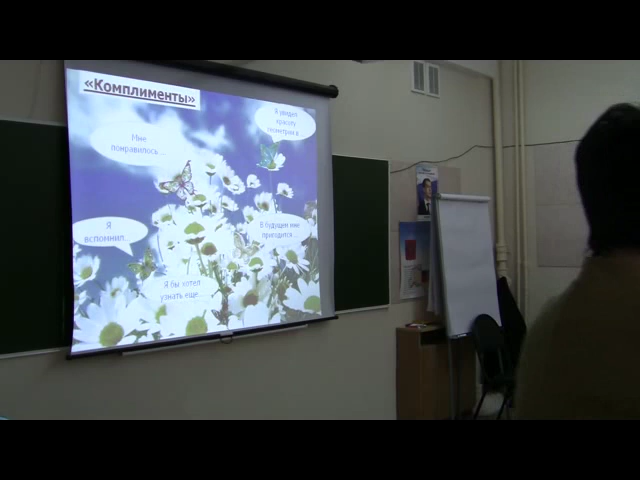 «Комплименты»
Мне
понравилось…
Я увидел
красоту
геометрии в
Я
вспомнил…
В будущем мне
пригодится…
Я бы хотел
узнать еще…